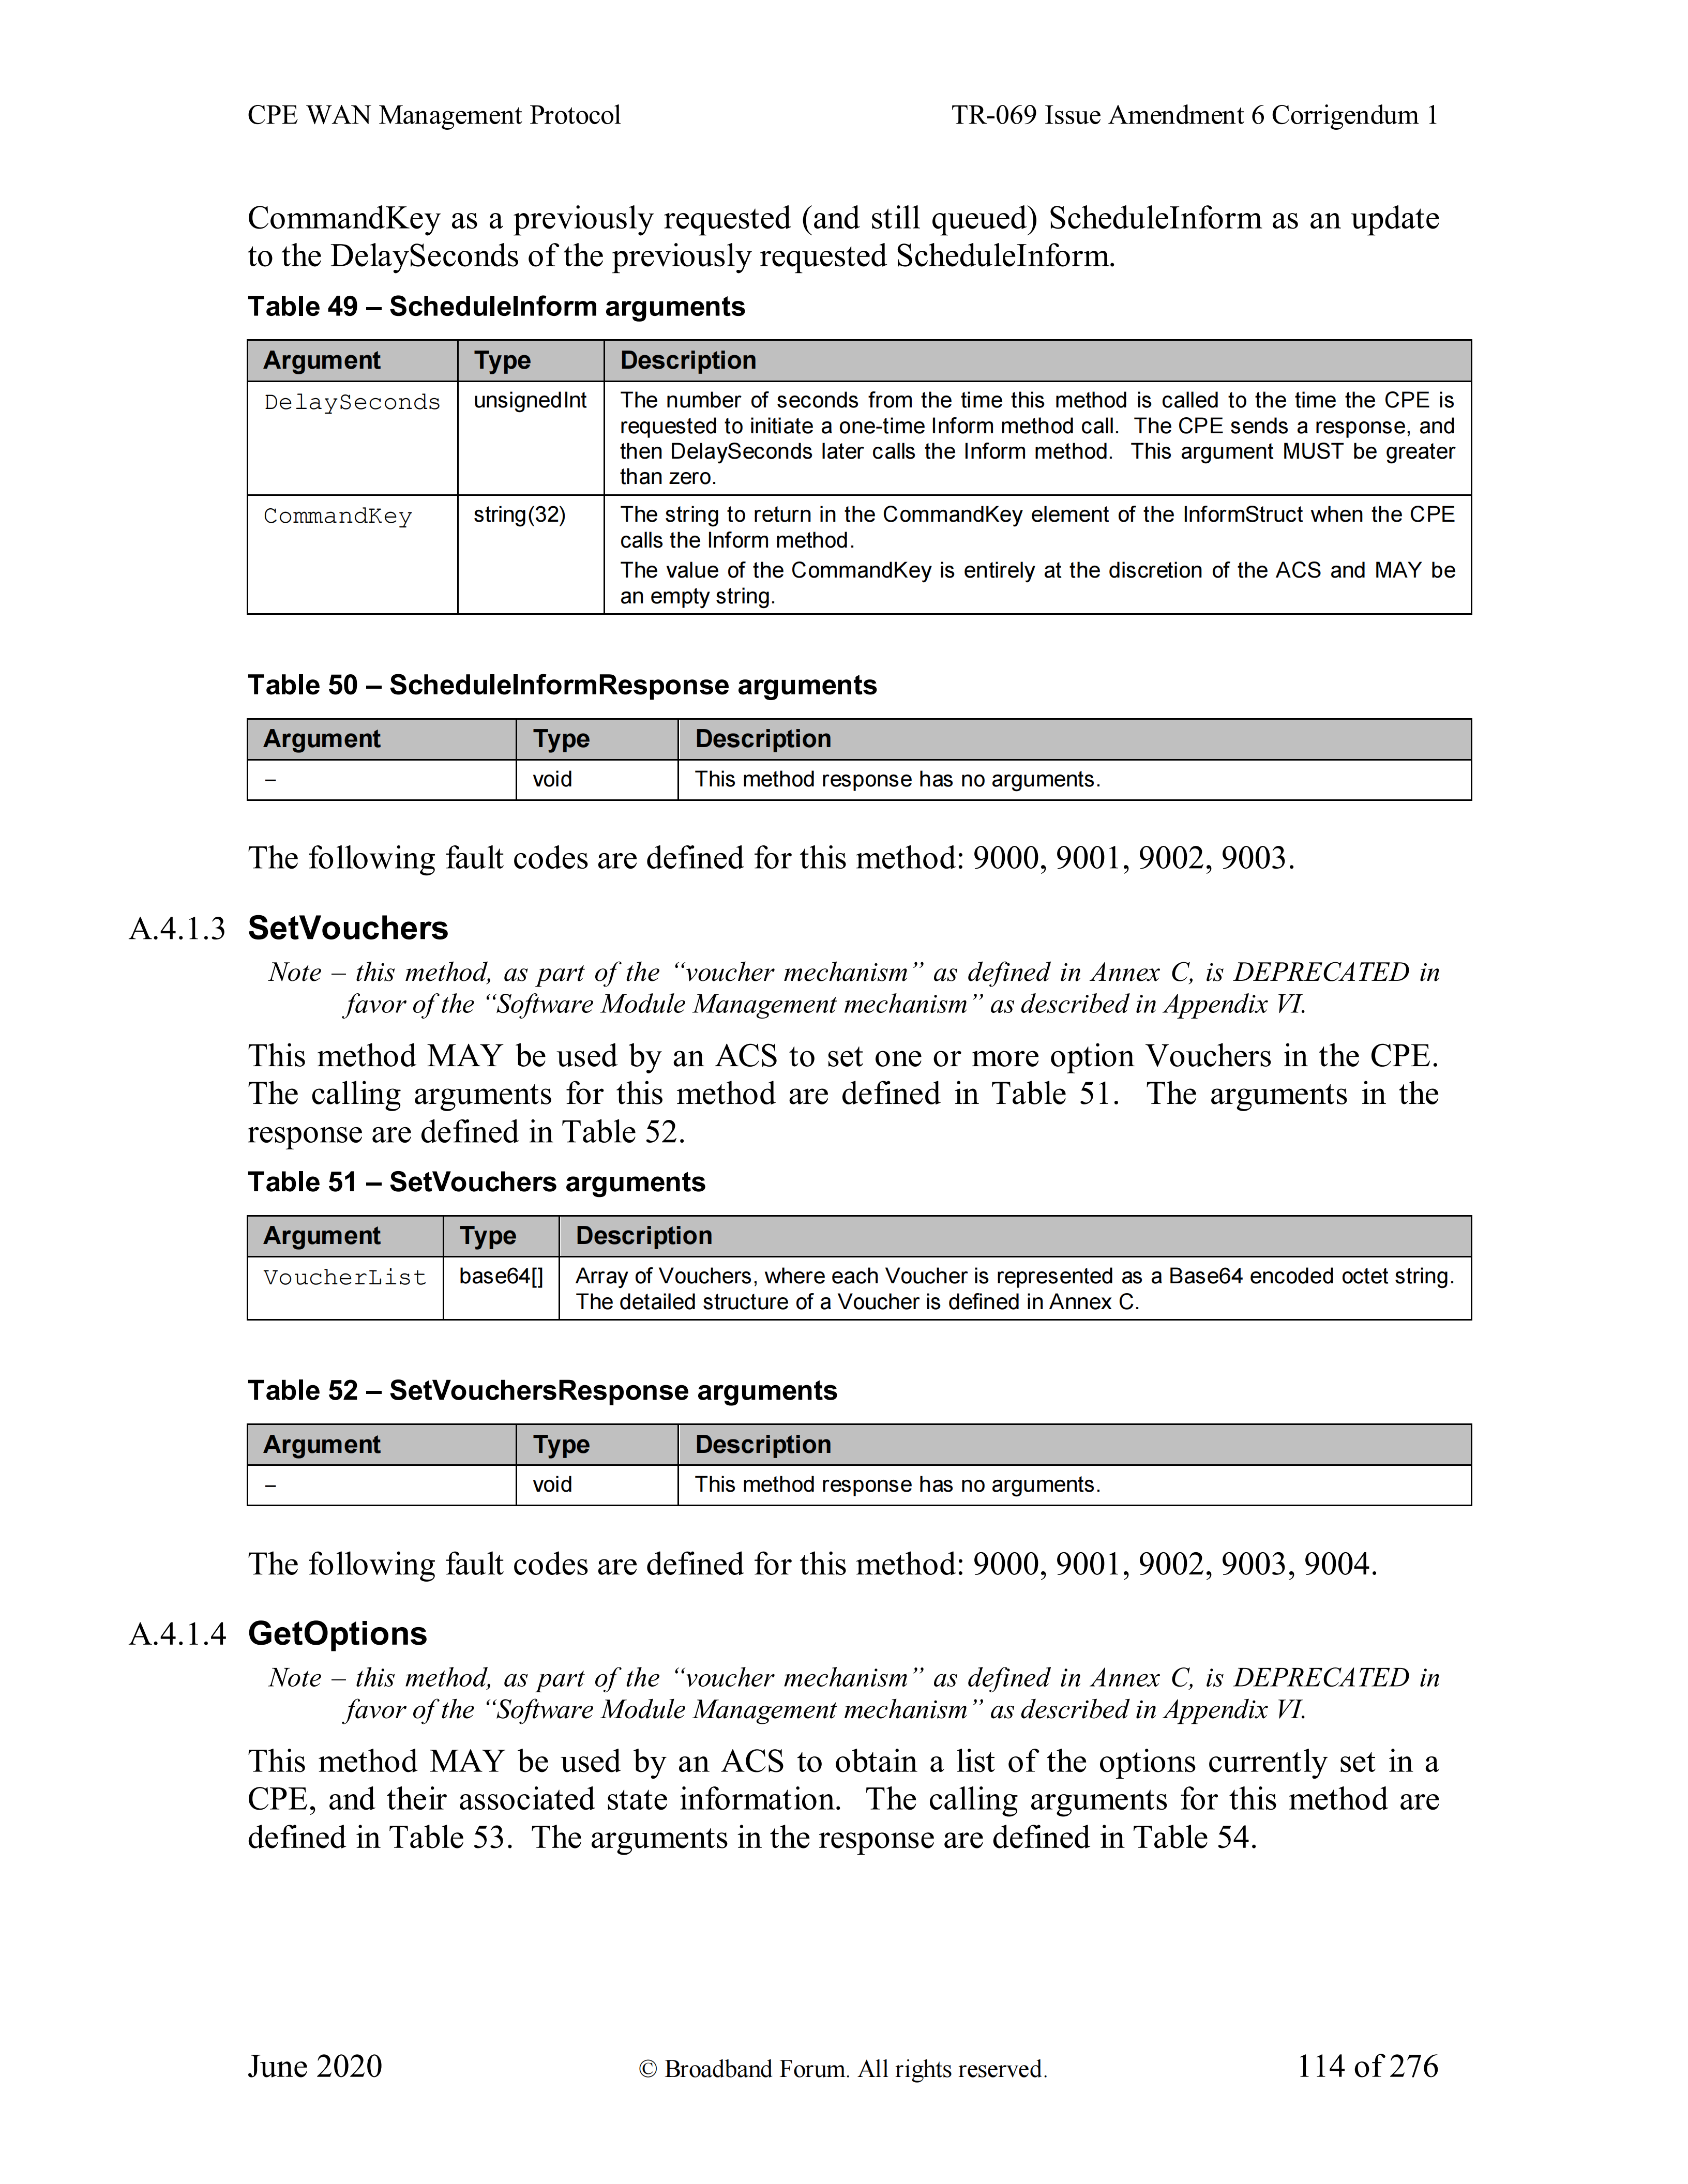 CPE WAN Management Protocol TR-069 Issue Amendment 6 Corrigendum 1
CommandKey as a previously requested (and still queued) ScheduleInform as an update
to the DelaySeconds of the previously requested ScheduleInform.
Table 49 – ScheduleInform arguments
Argument Type Description
DelaySeconds unsignedInt The number of seconds from the time this method is called to the time the CPE is
requested to initiate a one-time Inform method call. The CPE sends a response, and
then DelaySeconds later calls the Inform method. This argument MUST be greater
than zero.
CommandKey string(32) The string to return in the CommandKey element of the InformStruct when the CPE
calls the Inform method.
The value of the CommandKey is entirely at the discretion of the ACS and MAY be
an empty string.
Table 50 – ScheduleInformResponse arguments
Argument Type Description
– void This method response has no arguments.
The following fault codes are defined for this method: 9000, 9001, 9002, 9003.
A.4.1.3 SetVouchers
Note – this method, as part of the “voucher mechanism” as defined in Annex C, is DEPRECATED in
favor of the “Software Module Management mechanism” as described in Appendix VI.
This method MAY be used by an ACS to set one or more option Vouchers in the CPE.
The calling arguments for this method are defined in Table 51. The arguments in the
response are defined in Table 52.
Table 51 – SetVouchers arguments
Argument Type Description
VoucherList base64[] Array of Vouchers, where each Voucher is represented as a Base64 encoded octet string.
The detailed structure of a Voucher is defined in Annex C.
Table 52 – SetVouchersResponse arguments
Argument Type Description
– void This method response has no arguments.
The following fault codes are defined for this method: 9000, 9001, 9002, 9003, 9004.
A.4.1.4 GetOptions
Note – this method, as part of the “voucher mechanism” as defined in Annex C, is DEPRECATED in
favor of the “Software Module Management mechanism” as described in Appendix VI.
This method MAY be used by an ACS to obtain a list of the options currently set in a
CPE, and their associated state information. The calling arguments for this method are
defined in Table 53. The arguments in the response are defined in Table 54.
June 2020 © Broadband Forum. All rights reserved. 114 of 276